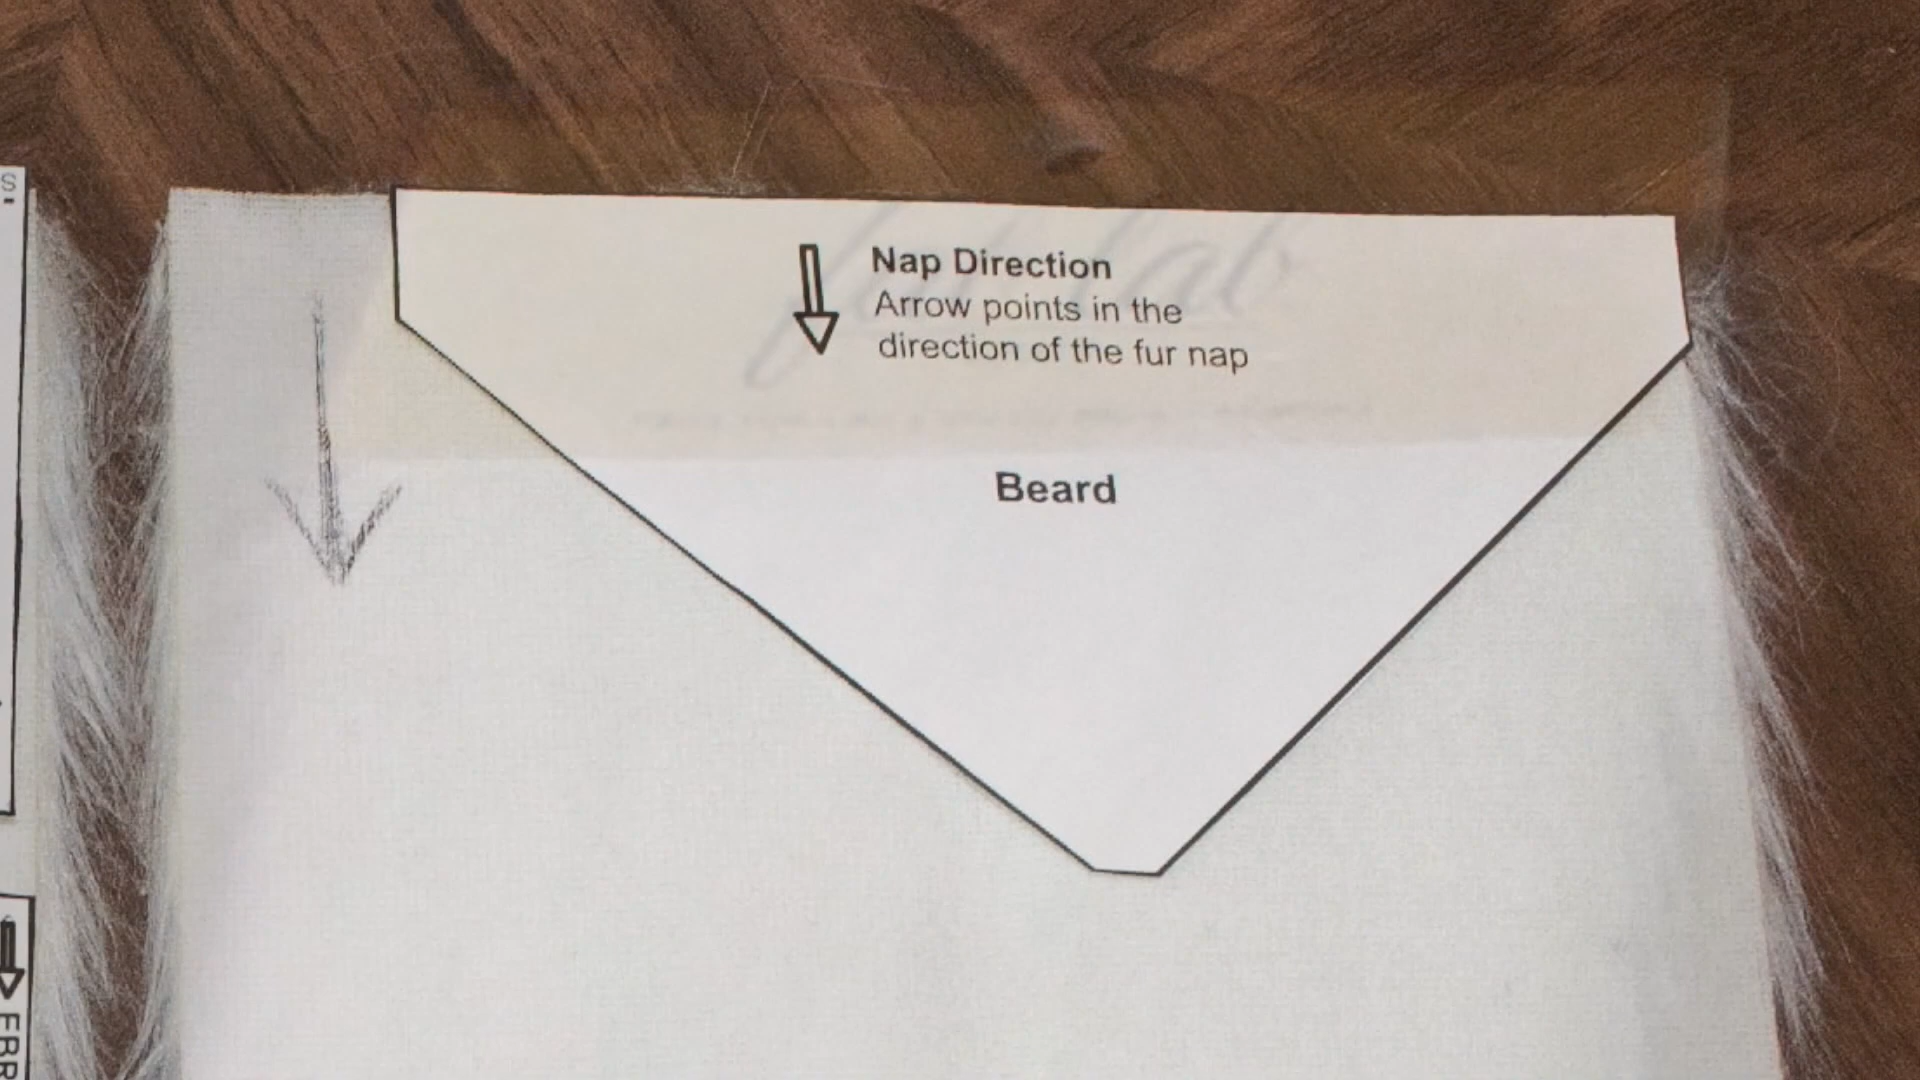 s.
Nap Direction
Arrow points in the
direction of the fur nap
Beard